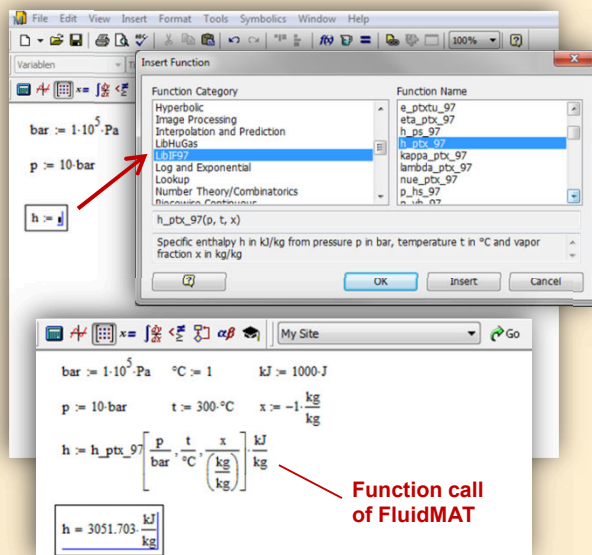 File Edit View Insert Format Tools Symbolics Window Help
100%
Variablen
Insert Function
Function Category
Function Name
Hyperbolic
Image Processing
Interpolation and Prediction
LibHuGas
LibIF97
Log and Exponential
Lookup
Number Theory/Combinatorics
Piecewise Continuous
e_ptxtu_97
eta_ptx_97
h_ps_97
h_ptx_97
kappa_ptx_97
lambda_ptx_97
nue_ptx_97
p_hs_97
p_vh_97
h_ptx_97(p, t, x)
Specific enthalpy h in kJ/kg from pressure p in bar, temperature t in °C and vapor
fraction x in kg/kg
OK Insert Cancel
bar := 1·10^5·Pa
p := 10·bar
h :=
My Site Go
bar := 1·10^5·Pa °C := 1 kJ := 1000·J
p := 10·bar t := 300·°C x := −1·kg/kg
h := h_ptx_97[p/bar, t/°C, x/(kg/kg)]·kJ/kg
Function call
of FluidMAT
h = 3051.703·kJ/kg